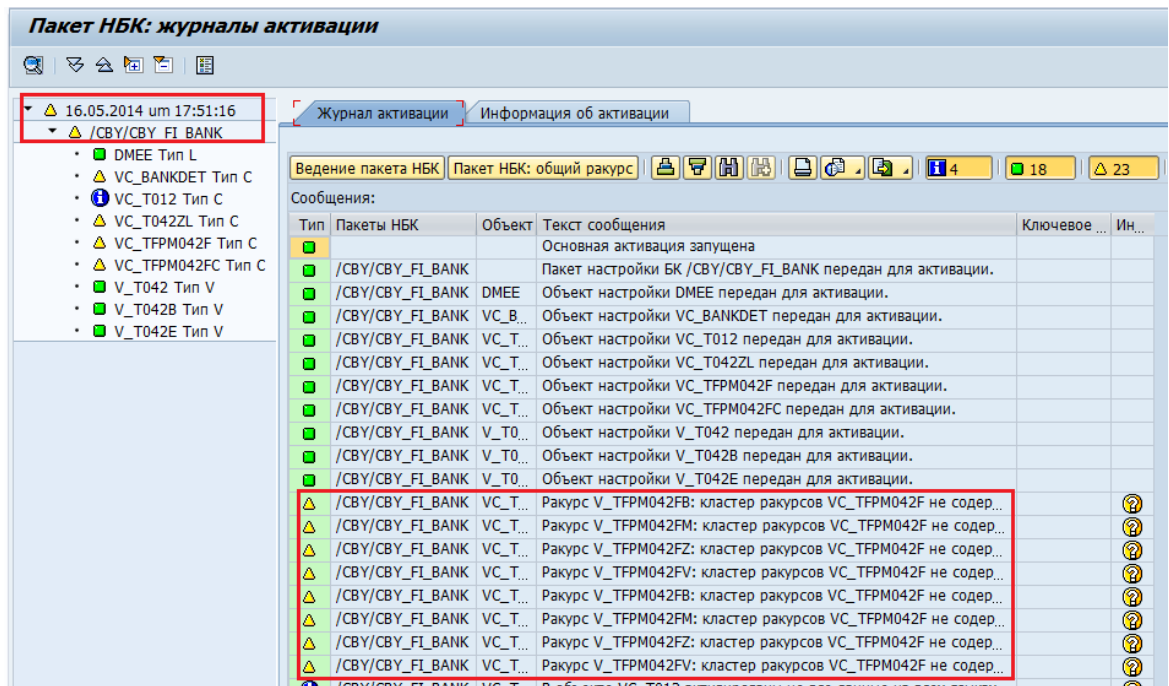 Пакет НБК: журналы активации
16.05.2014 um 17:51:16
/CBY/CBY_FI_BANK
DMEE Тип L
VC_BANKDET Тип C
VC_T012 Тип C
VC_T042ZL Тип C
VC_TFPM042F Тип C
VC_TFPM042FC Тип C
V_T042 Тип V
V_T042B Тип V
V_T042E Тип V
Журнал активации Информация об активации
Ведение пакета НБК Пакет НБК: общий ракурс 4 18 23
Сообщения:
Тип Пакеты НБК Объект Текст сообщения Ключевое ... Ин...
Основная активация запущена
/CBY/CBY_FI_BANK Пакет настройки БК /CBY/CBY_FI_BANK передан для активации.
/CBY/CBY_FI_BANK DMEE Объект настройки DMEE передан для активации.
/CBY/CBY_FI_BANK VC_B... Объект настройки VC_BANKDET передан для активации.
/CBY/CBY_FI_BANK VC_T... Объект настройки VC_T012 передан для активации.
/CBY/CBY_FI_BANK VC_T... Объект настройки VC_T042ZL передан для активации.
/CBY/CBY_FI_BANK VC_T... Объект настройки VC_TFPM042F передан для активации.
/CBY/CBY_FI_BANK VC_T... Объект настройки VC_TFPM042FC передан для активации.
/CBY/CBY_FI_BANK V_T0... Объект настройки V_T042 передан для активации.
/CBY/CBY_FI_BANK V_T0... Объект настройки V_T042B передан для активации.
/CBY/CBY_FI_BANK V_T0... Объект настройки V_T042E передан для активации.
/CBY/CBY_FI_BANK VC_T... Ракурс V_TFPM042FB: кластер ракурсов VC_TFPM042F не содер...
/CBY/CBY_FI_BANK VC_T... Ракурс V_TFPM042FM: кластер ракурсов VC_TFPM042F не содер...
/CBY/CBY_FI_BANK VC_T... Ракурс V_TFPM042FZ: кластер ракурсов VC_TFPM042F не содер...
/CBY/CBY_FI_BANK VC_T... Ракурс V_TFPM042FV: кластер ракурсов VC_TFPM042F не содер...
/CBY/CBY_FI_BANK VC_T... Ракурс V_TFPM042FB: кластер ракурсов VC_TFPM042F не содер...
/CBY/CBY_FI_BANK VC_T... Ракурс V_TFPM042FM: кластер ракурсов VC_TFPM042F не содер...
/CBY/CBY_FI_BANK VC_T... Ракурс V_TFPM042FZ: кластер ракурсов VC_TFPM042F не содер...
/CBY/CBY_FI_BANK VC_T... Ракурс V_TFPM042FV: кластер ракурсов VC_TFPM042F не содер...